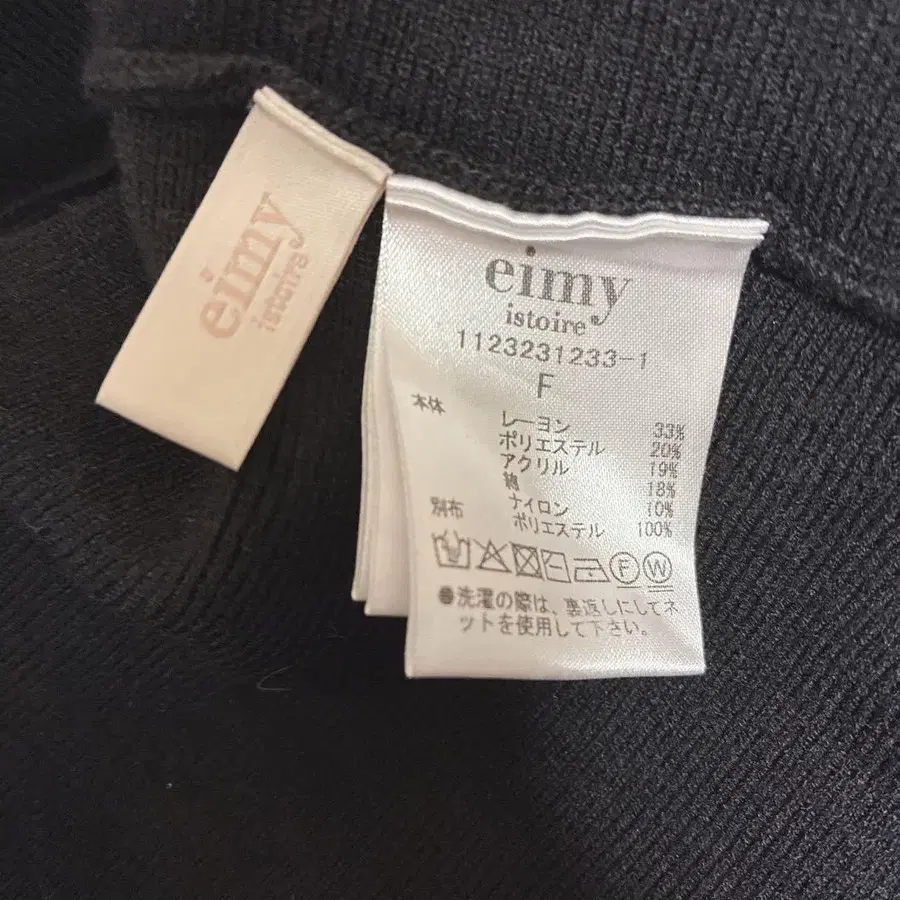 eimy
istoire
eimy
istoire
1123231233-1
F
本体 レーヨン 33%
ポリエステル 20%
アクリル 19%
綿 18%
ナイロン 10%
別布 ポリエステル 100%
F W
●洗濯の際は、裏返しにしてネ
ットを使用して下さい。